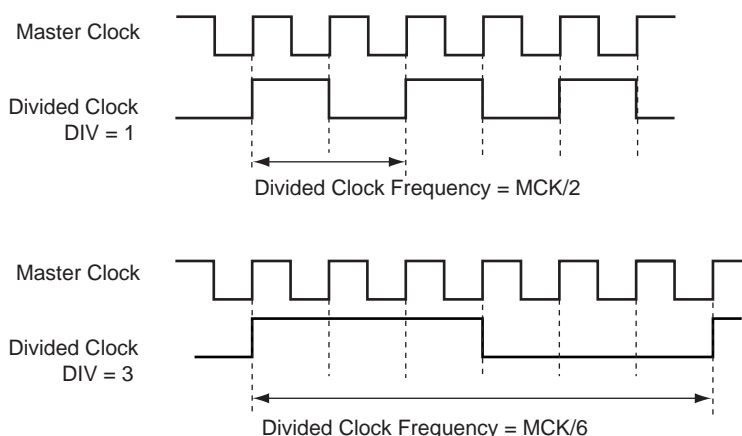 Master Clock
Divided Clock
DIV = 1
Divided Clock Frequency = MCK/2
Master Clock
Divided Clock
DIV = 3
Divided Clock Frequency = MCK/6